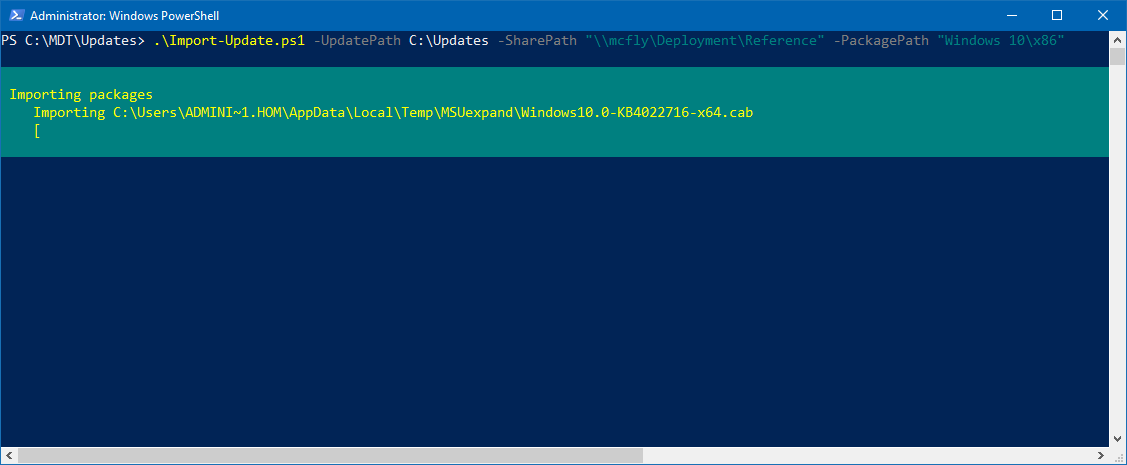 Administrator: Windows PowerShell
PS C:\MDT\Updates> .\Import-Update.ps1 -UpdatePath C:\Updates -SharePath "\\mcfly\Deployment\Reference" -PackagePath "Windows 10\x86"
Importing packages
Importing C:\Users\ADMINI~1.HOM\AppData\Local\Temp\MSUexpand\Windows10.0-KB4022716-x64.cab
[